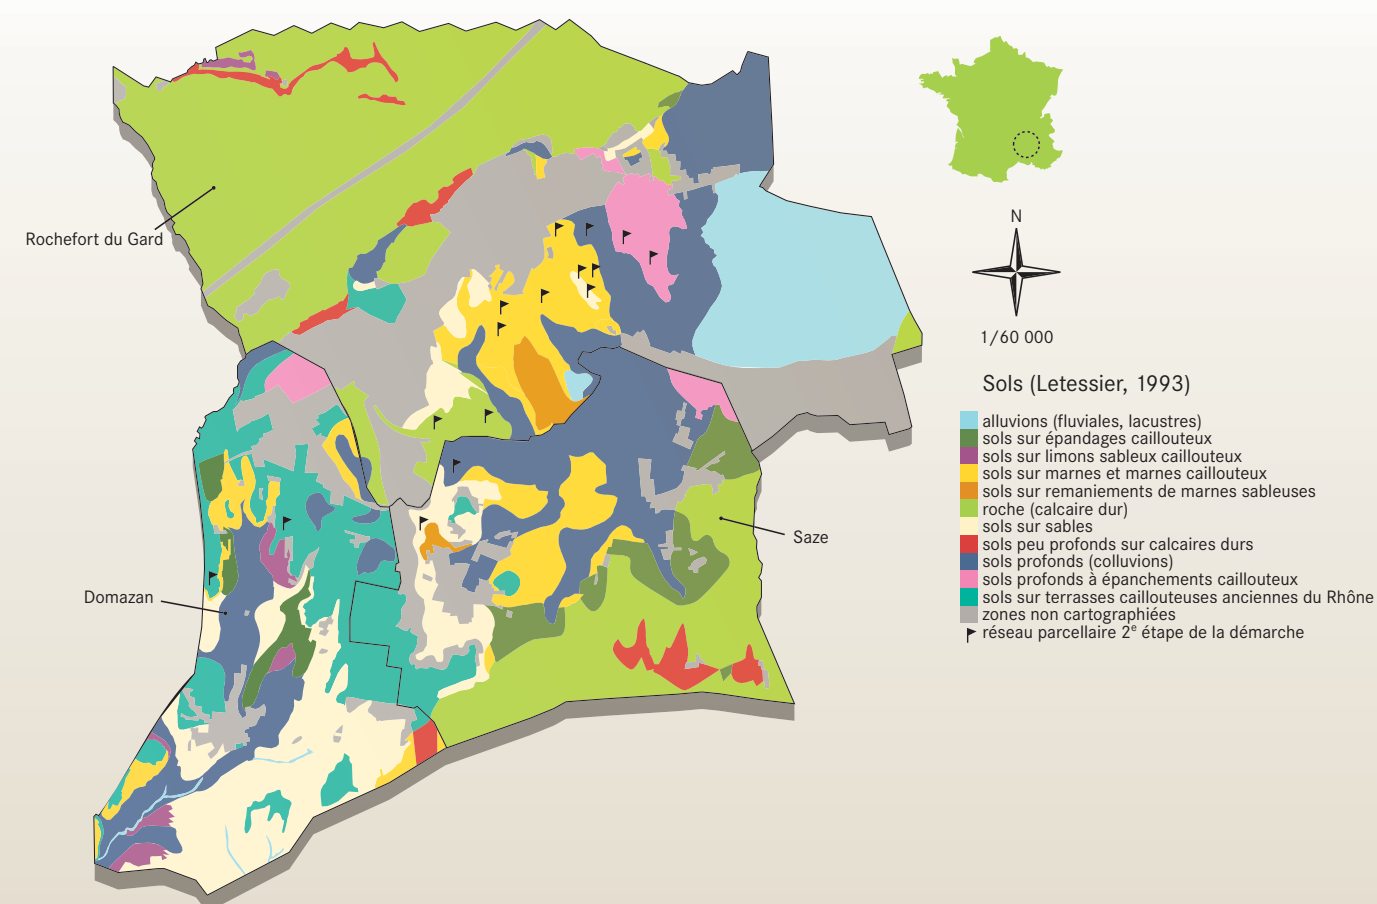 Rochefort du Gard
Domazan
Saze
N
1/60 000
Sols (Letessier, 1993)
alluvions (fluviales, lacustres)
sols sur épandages caillouteux
sols sur limons sableux caillouteux
sols sur marnes et marnes caillouteux
sols sur remaniements de marnes sableuses
roche (calcaire dur)
sols sur sables
sols peu profonds sur calcaires durs
sols profonds (colluvions)
sols profonds à épanchements caillouteux
sols sur terrasses caillouteuses anciennes du Rhône
zones non cartographiées
réseau parcellaire 2e étape de la démarche